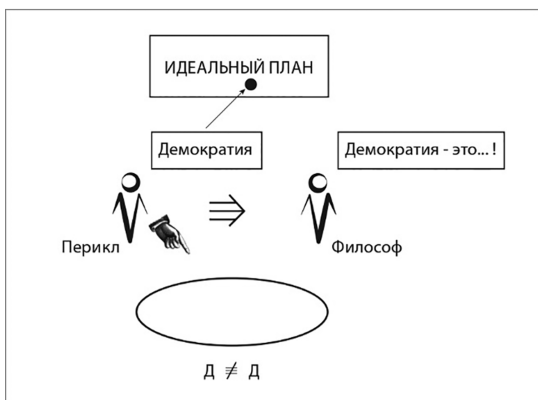 ИДЕАЛЬНЫЙ ПЛАН
Демократия
Демократия - это...!
Перикл
Философ
Д ≢ Д